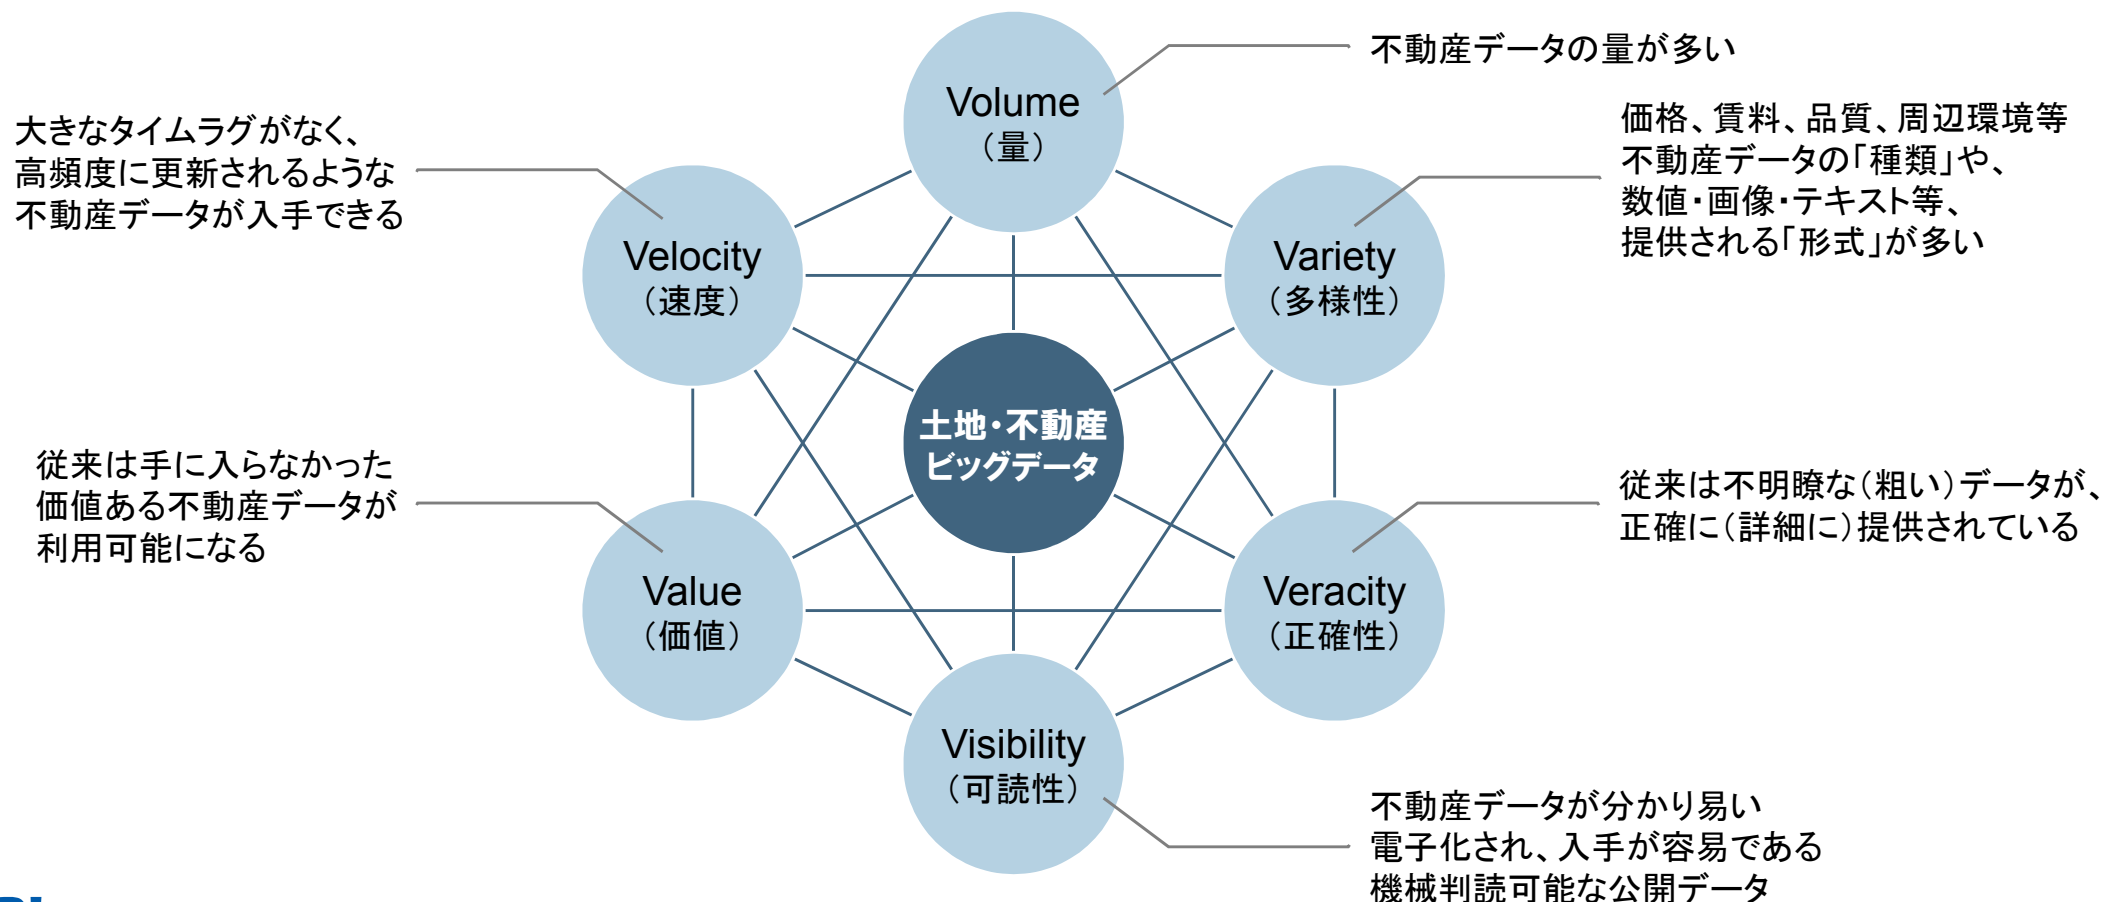 Volume
（量）
不動産データの量が多い
大きなタイムラグがなく、
高頻度に更新されるような
不動産データが入手できる
Velocity
（速度）
Variety
（多様性）
価格、賃料、品質、周辺環境等
不動産データの「種類」や、
数値・画像・テキスト等、
提供される「形式」が多い
土地・不動産
ビッグデータ
従来は手に入らなかった
価値ある不動産データが
利用可能になる
Value
（価値）
Veracity
（正確性）
従来は不明瞭な（粗い）データが、
正確に（詳細に）提供されている
Visibility
（可読性）
不動産データが分かり易い
電子化され、入手が容易である
機械判読可能な公開データ